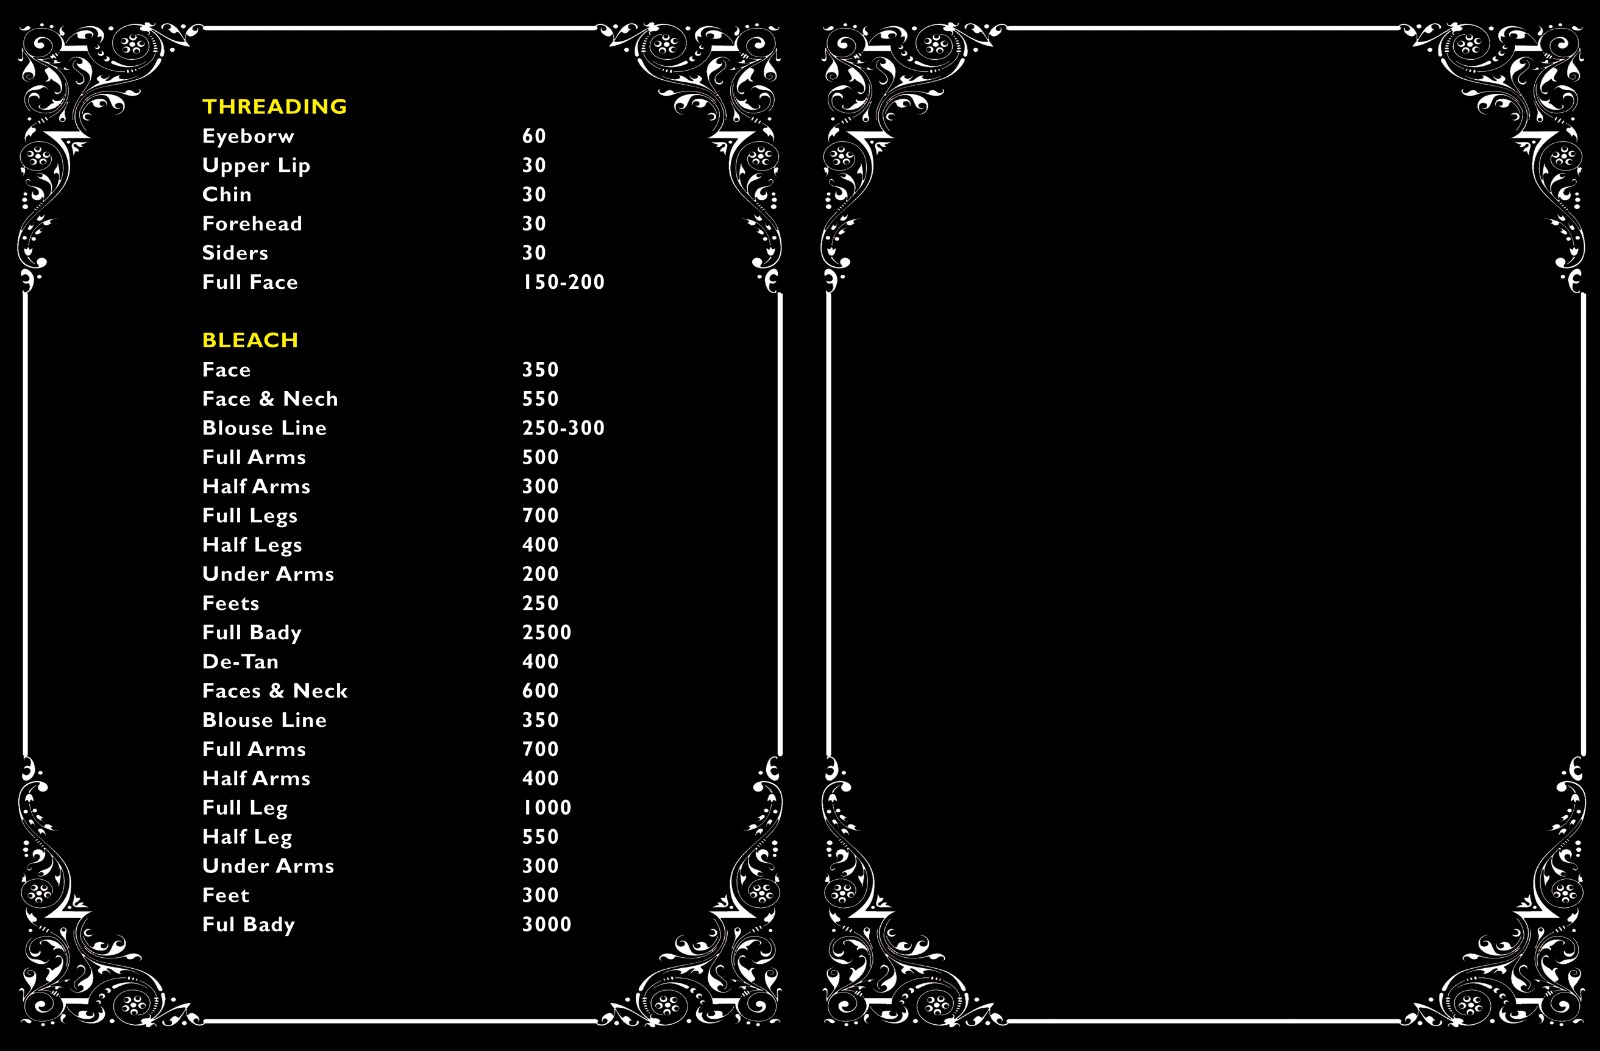 THREADING
Eyeborw 60
Upper Lip 30
Chin 30
Forehead 30
Siders 30
Full Face 150-200
BLEACH
Face 350
Face & Nech 550
Blouse Line 250-300
Full Arms 500
Half Arms 300
Full Legs 700
Half Legs 400
Under Arms 200
Feets 250
Full Bady 2500
De-Tan 400
Faces & Neck 600
Blouse Line 350
Full Arms 700
Half Arms 400
Full Leg 1000
Half Leg 550
Under Arms 300
Feet 300
Ful Bady 3000